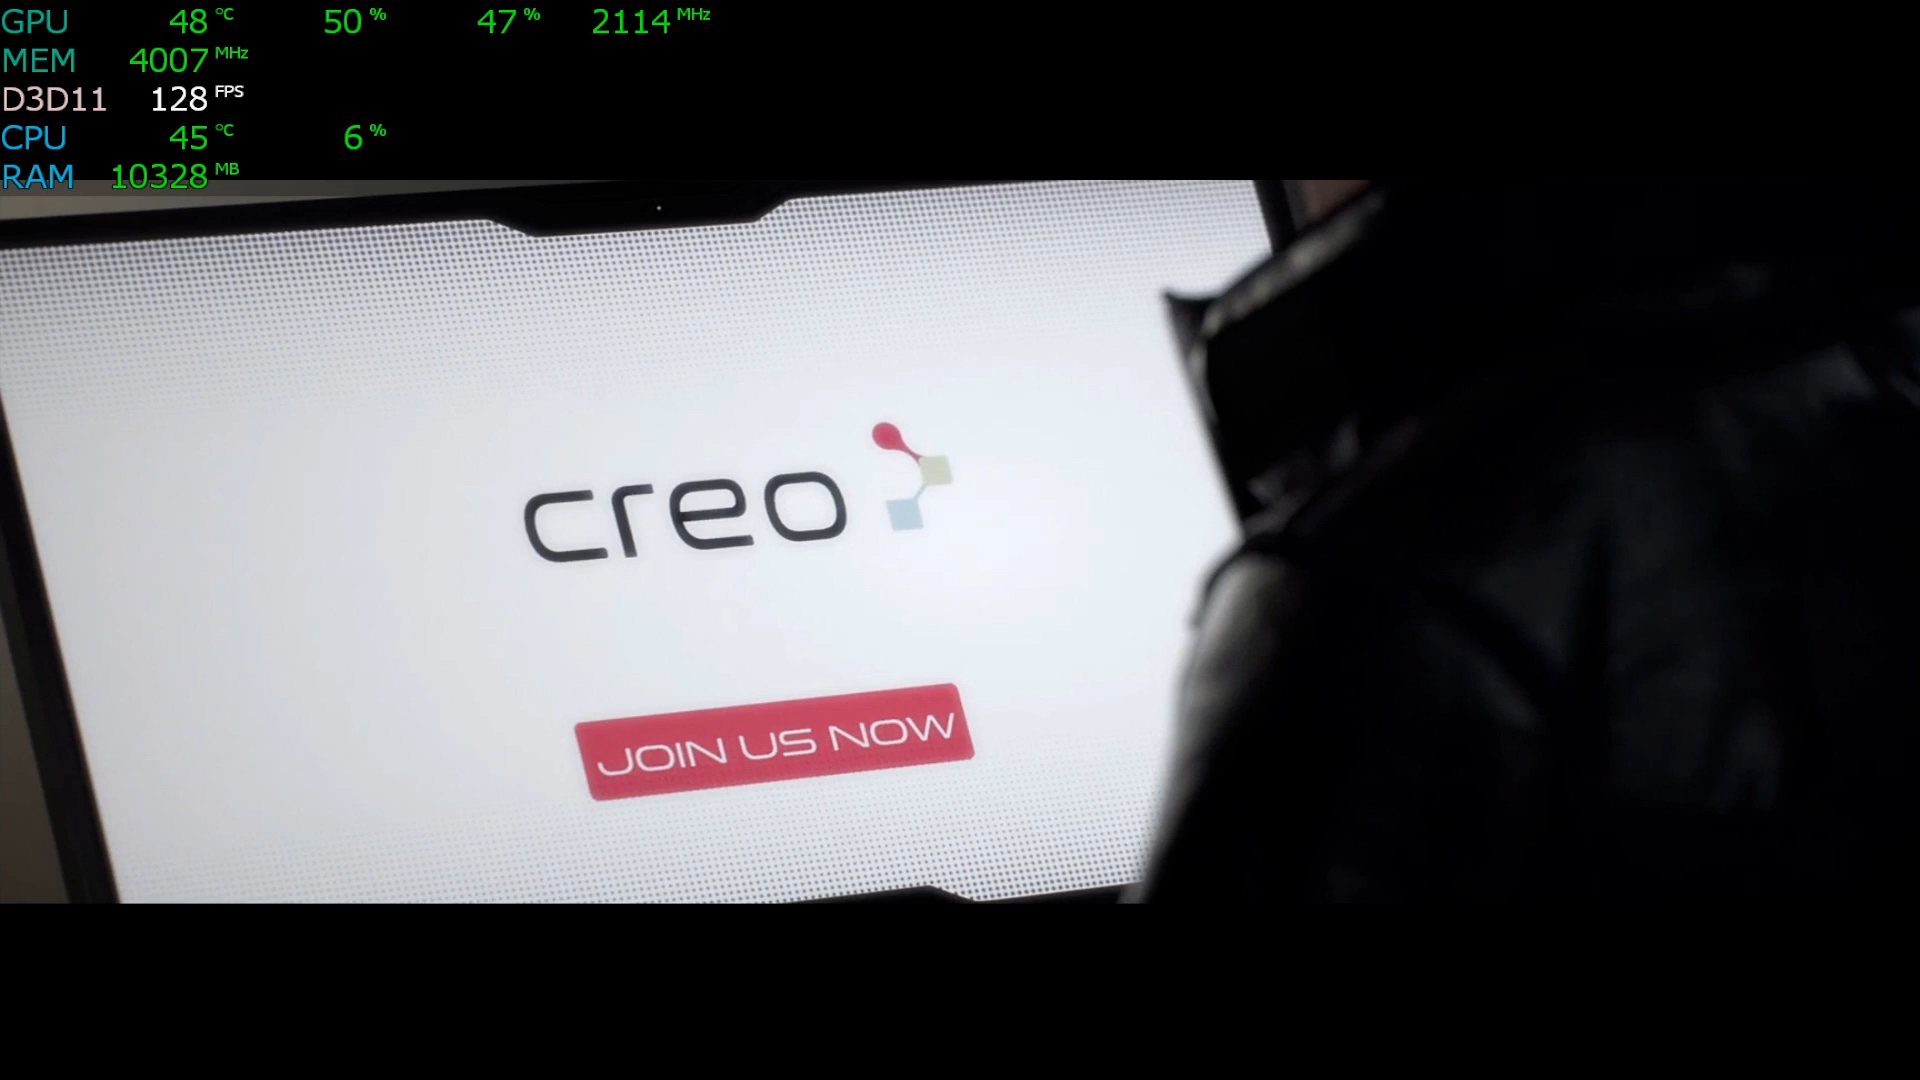 GPU 48 °C 50 % 47 % 2114 MHz
MEM 4007 MHz
D3D11 128 FPS
CPU 45 °C 6 %
RAM 10328 MB
creo
JOIN US NOW